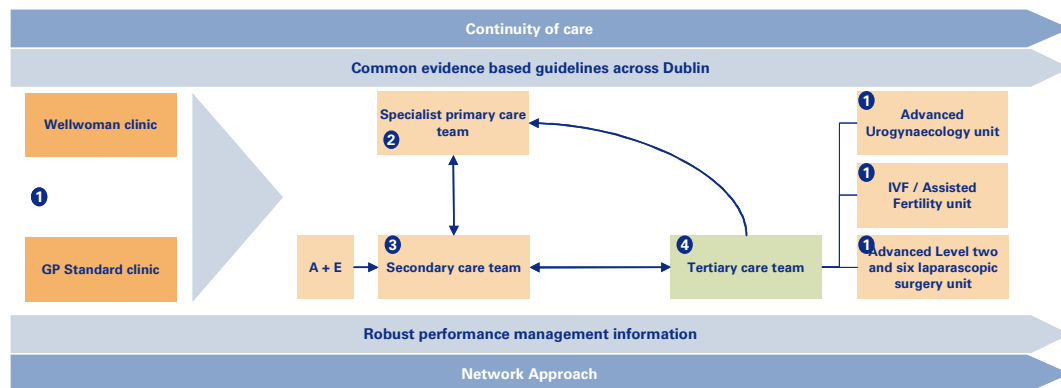 Continuity of care
Common evidence based guidelines across Dublin
Wellwoman clinic
1
GP Standard clinic
Specialist primary care
team
2
A + E
3
Secondary care team
4
Tertiary care team
1
Advanced
Urogynaecology unit
1
IVF / Assisted
Fertility unit
1
Advanced Level two
and six laparascopic
surgery unit
Robust performance management information
Network Approach